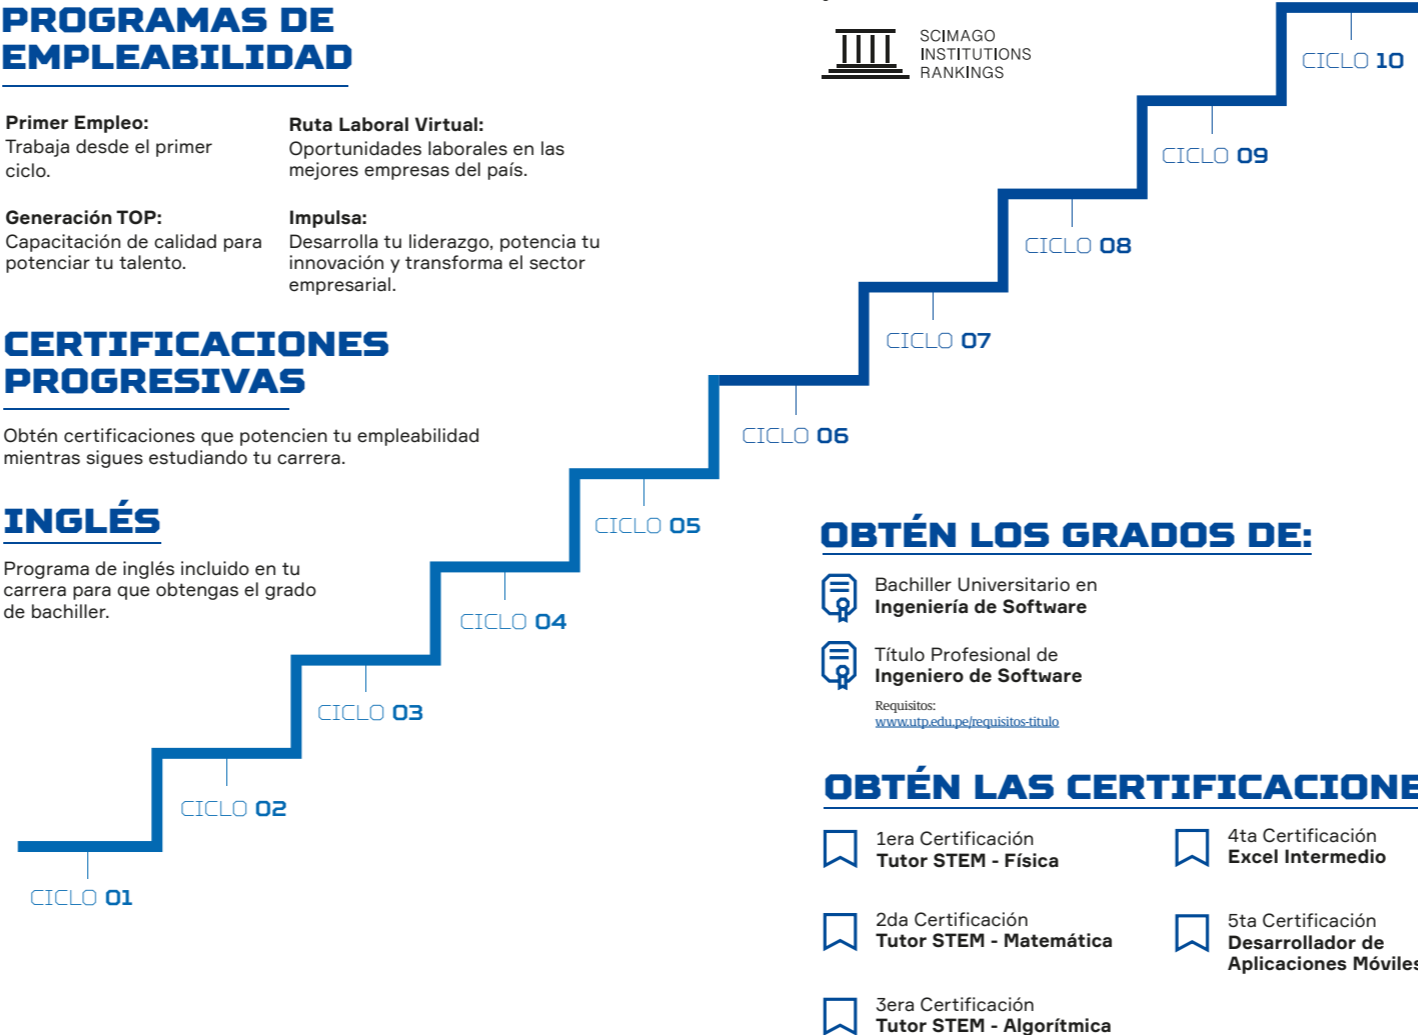 PROGRAMAS DE
EMPLEABILIDAD
Primer Empleo:
Trabaja desde el primer
ciclo.
Ruta Laboral Virtual:
Oportunidades laborales en las
mejores empresas del país.
Generación TOP:
Capacitación de calidad para
potenciar tu talento.
Impulsa:
Desarrolla tu liderazgo, potencia tu
innovación y transforma el sector
empresarial.
CERTIFICACIONES
PROGRESIVAS
Obtén certificaciones que potencien tu empleabilidad
mientras sigues estudiando tu carrera.
INGLÉS
Programa de inglés incluido en tu
carrera para que obtengas el grado
de bachiller.
SCIMAGO
INSTITUTIONS
RANKINGS
CICLO 10
CICLO 09
CICLO 08
CICLO 07
CICLO 06
CICLO 05
CICLO 04
CICLO 03
CICLO 02
CICLO 01
OBTÉN LOS GRADOS DE:
Bachiller Universitario en
Ingeniería de Software
Título Profesional de
Ingeniero de Software
Requisitos:
www.utp.edu.pe/requisitos-titulo
OBTÉN LAS CERTIFICACIONE
1era Certificación
Tutor STEM - Física
2da Certificación
Tutor STEM - Matemática
3era Certificación
Tutor STEM - Algorítmica
4ta Certificación
Excel Intermedio
5ta Certificación
Desarrollador de
Aplicaciones Móviles